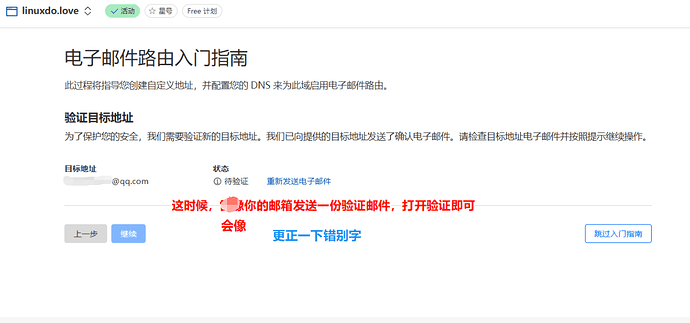 linuxdo.love
活动
星号
Free 计划
电子邮件路由入门指南
此过程将指导您创建自定义地址，并配置您的 DNS 来为此域启用电子邮件路由。
验证目标地址
为了保护您的安全，我们需要验证新的目标地址。我们已向提供的目标地址发送了确认电子邮件。请检查目标地址电子邮件并按照提示继续操作。
目标地址
状态
@qq.com
待验证
重新发送电子邮件
这时候，像你的邮箱发送一份验证邮件，打开验证即可
会像
更正一下错别字
上一步
继续
跳过入门指南